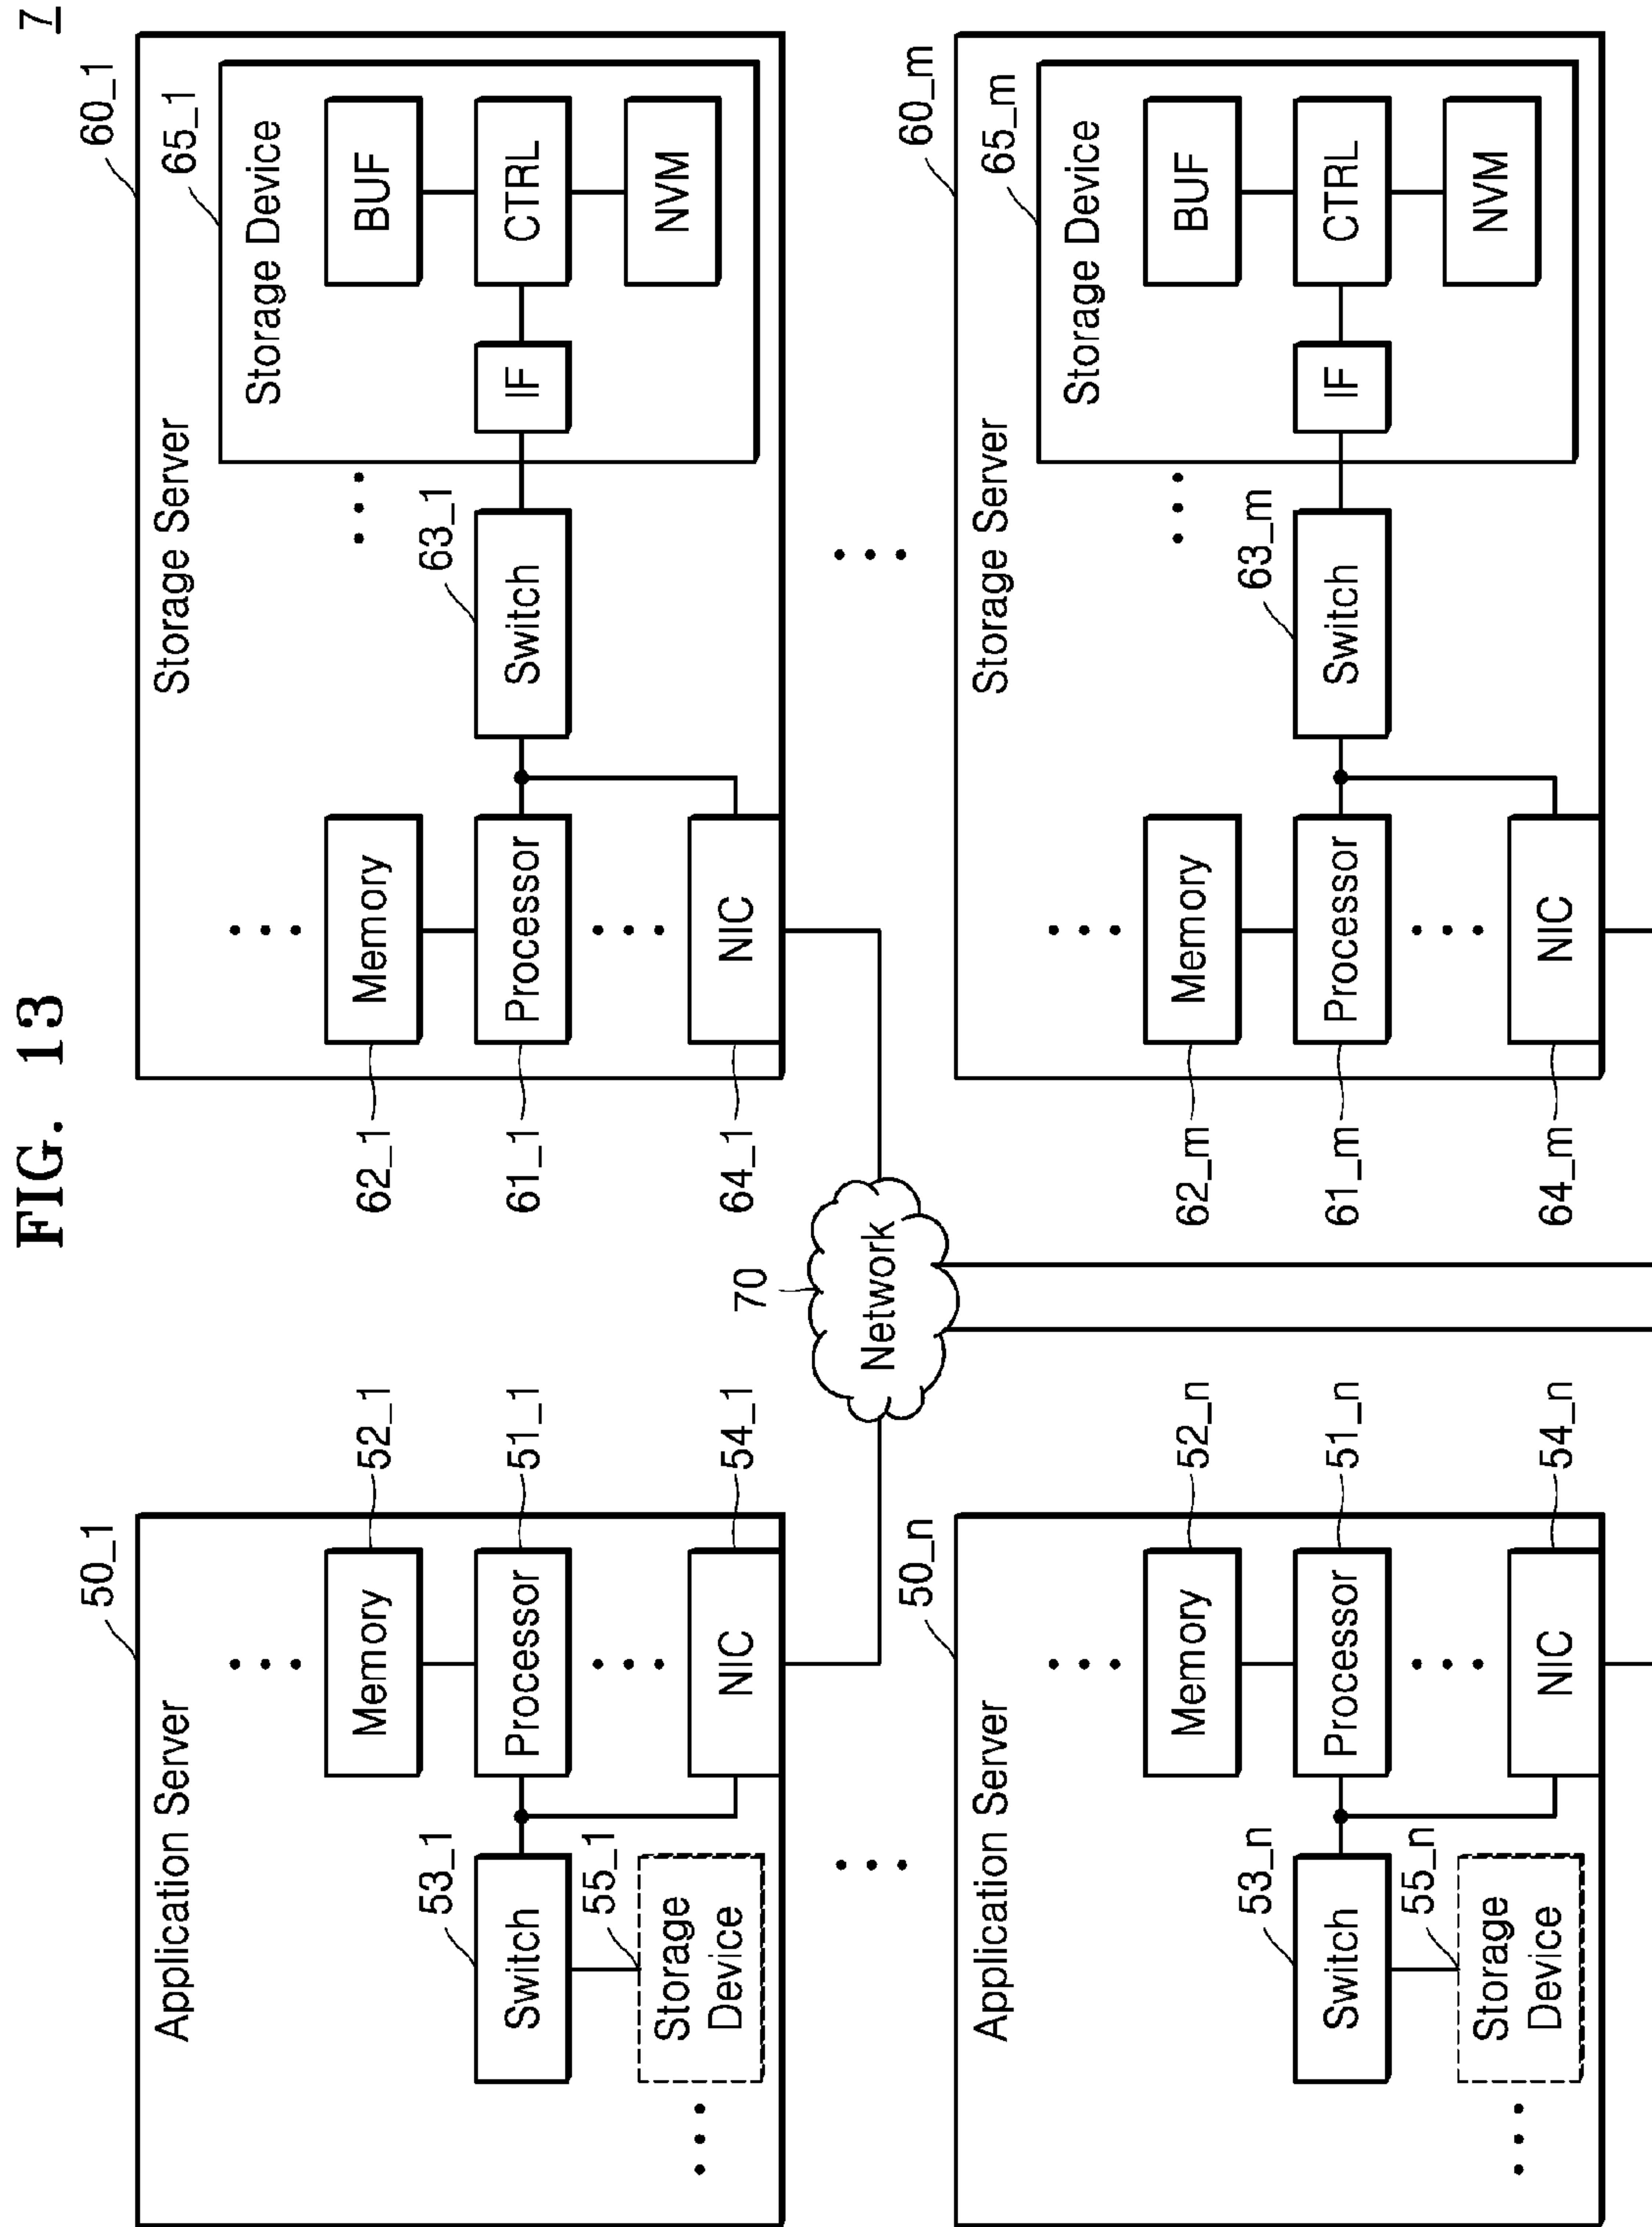 FIG. 13
7
50_1
Application Server
Memory
52_1
53_1
Switch
Processor
51_1
55_1
Storage
Device
NIC
54_1
70
Network
60_1
Storage Server
65_1
Storage Device
62_1
Memory
BUF
63_1
61_1
Processor
Switch
IF
CTRL
64_1
NIC
NVM
50_n
Application Server
Memory
52_n
53_n
Switch
Processor
51_n
55_n
Storage
Device
NIC
54_n
60_m
Storage Server
65_m
Storage Device
62_m
Memory
BUF
63_m
61_m
Processor
Switch
IF
CTRL
64_m
NIC
NVM